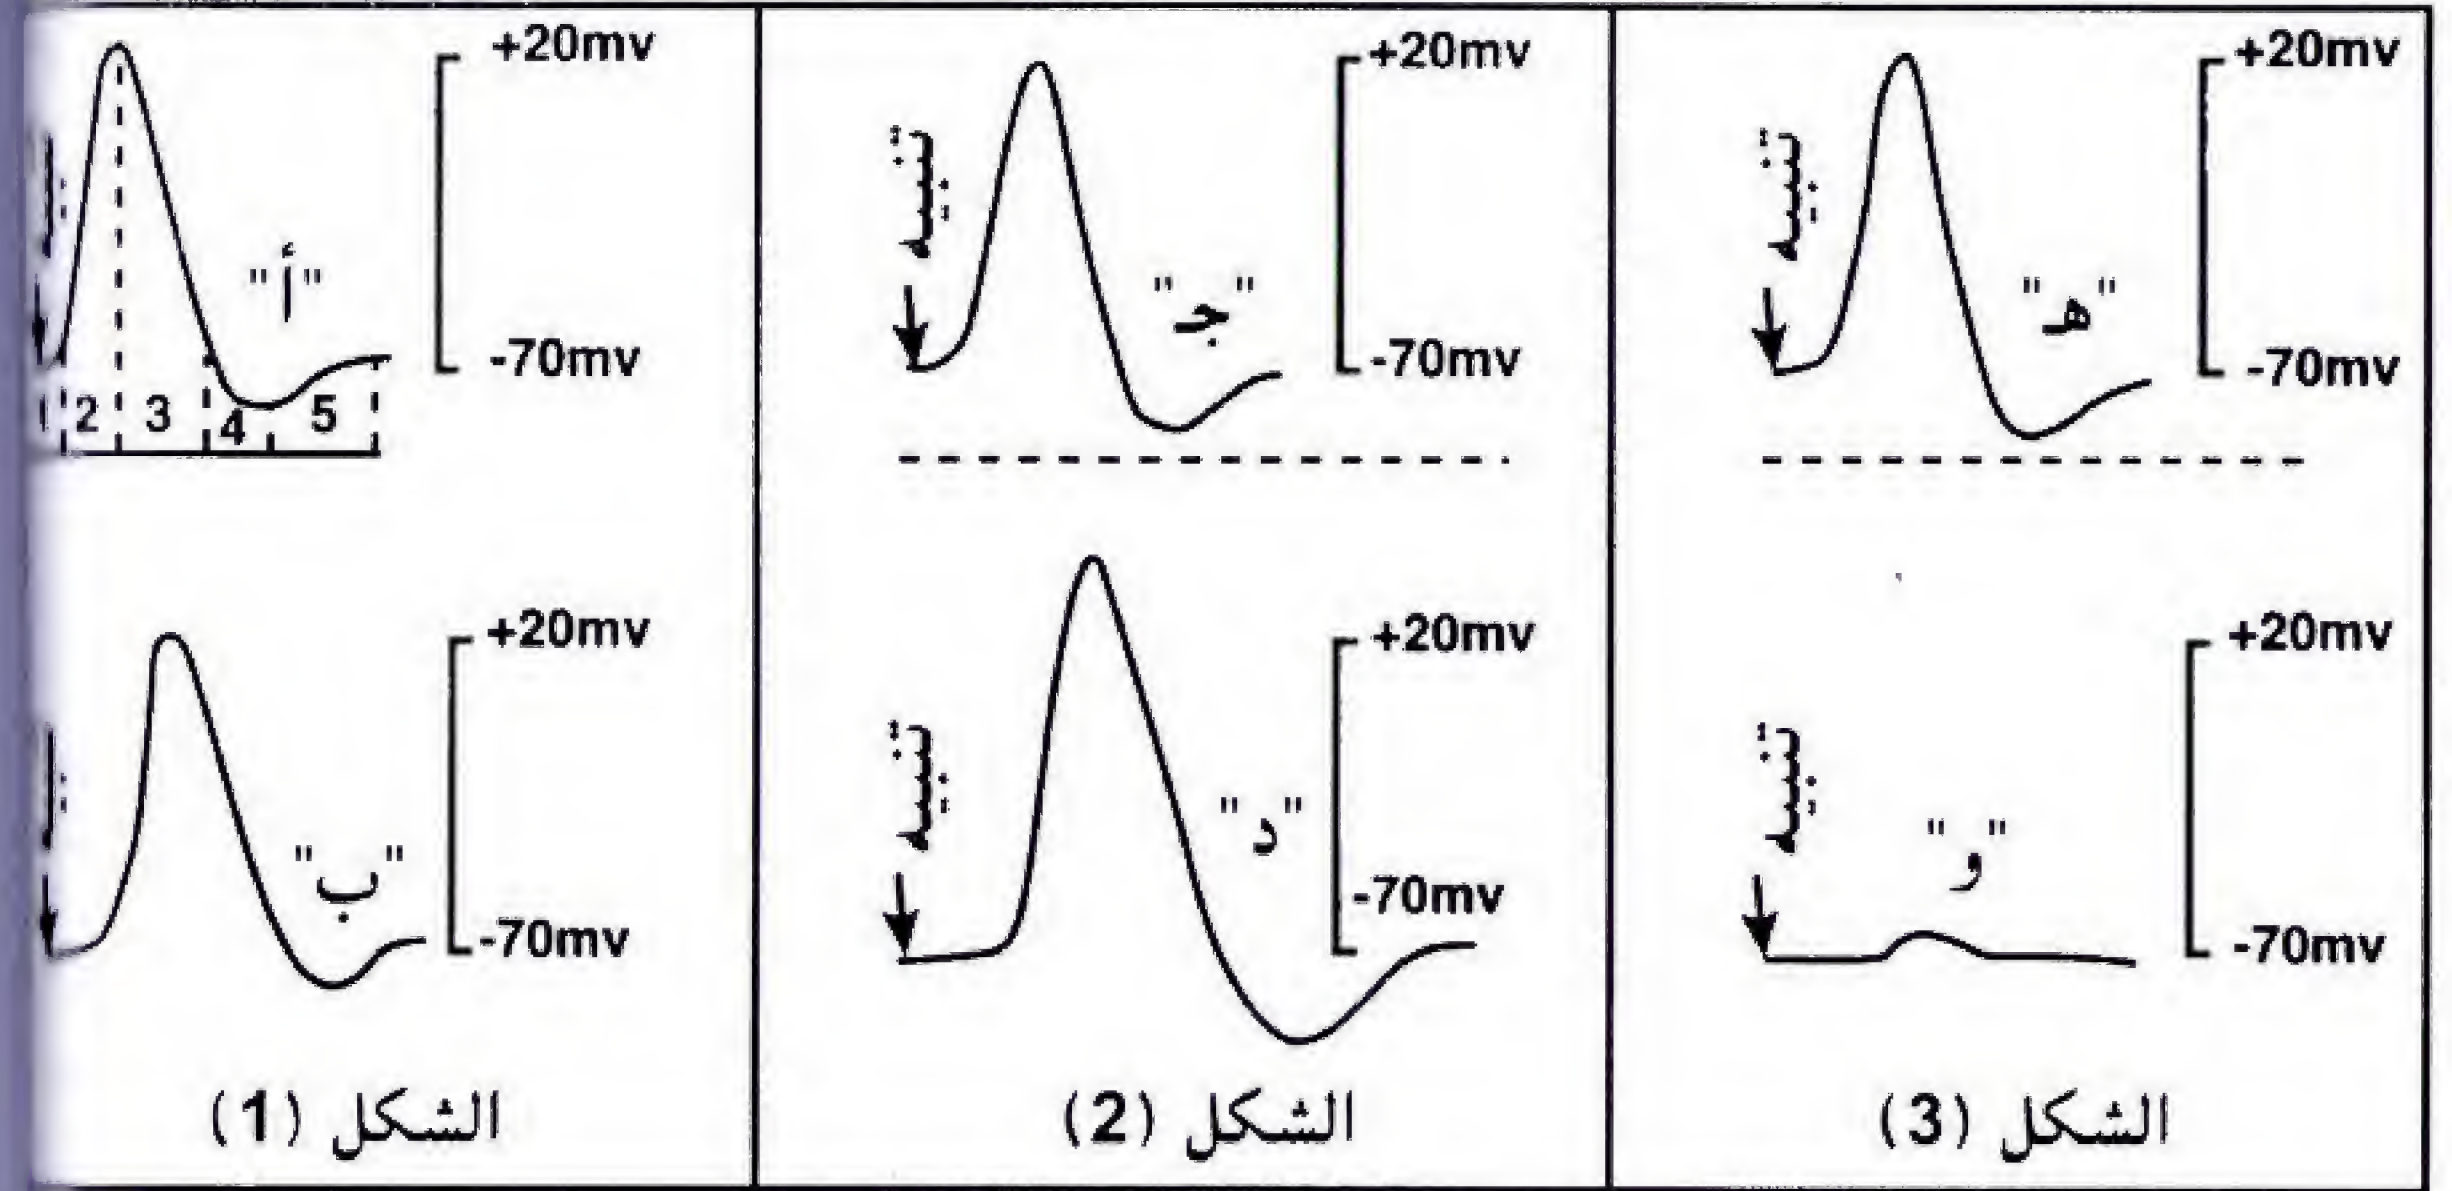 +20mv
"أ"
-70mv
1 2 3 4 5
+20mv
"ب"
-70mv
الشكل (1)
+20mv
تنبيه
"جـ"
-70mv
+20mv
تنبيه
"د"
-70mv
الشكل (2)
+20mv
تنبيه
"هـ"
-70mv
+20mv
تنبيه
"و"
-70mv
الشكل (3)